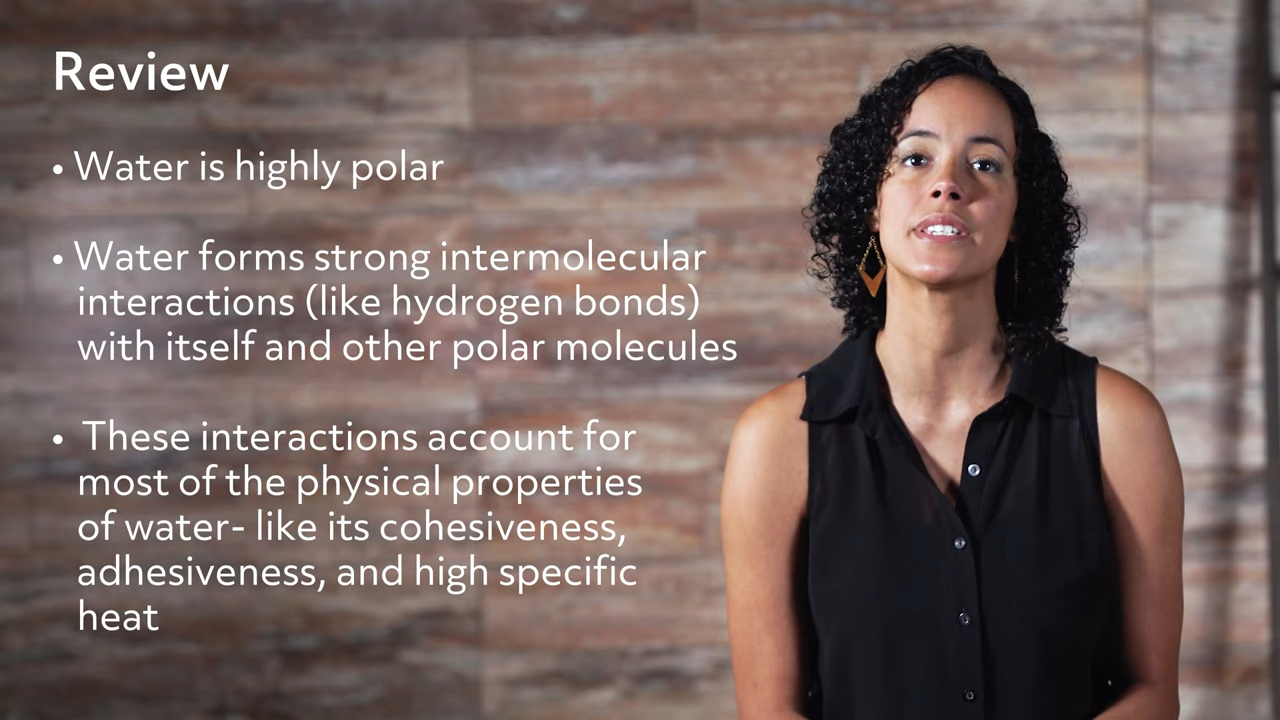 Review
• Water is highly polar
• Water forms strong intermolecular
interactions (like hydrogen bonds)
with itself and other polar molecules
• These interactions account for
most of the physical properties
of water- like its cohesiveness,
adhesiveness, and high specific
heat